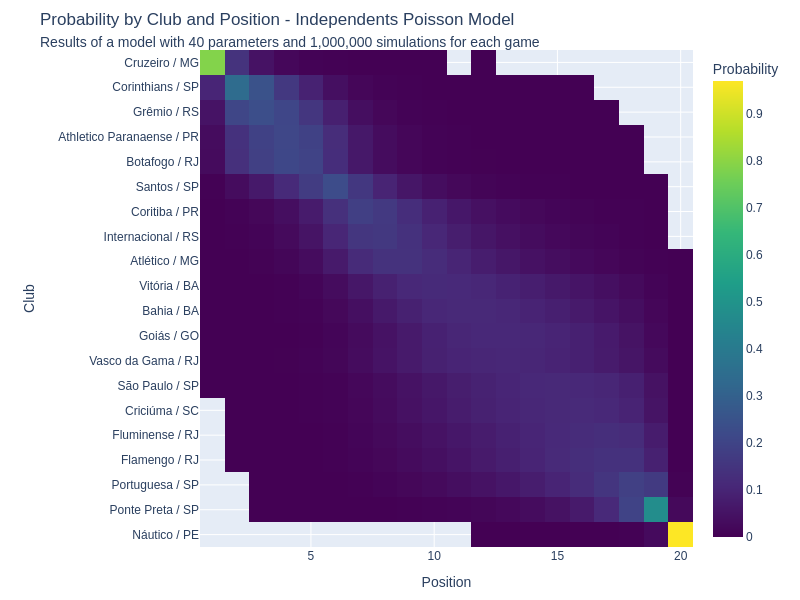 Probability by Club and Position - Independents Poisson Model
Results of a model with 40 parameters and 1,000,000 simulations for each game
Probability
Club
Cruzeiro / MG
Corinthians / SP
Grêmio / RS
Athletico Paranaense / PR
Botafogo / RJ
Santos / SP
Coritiba / PR
Internacional / RS
Atlético / MG
Vitória / BA
Bahia / BA
Goiás / GO
Vasco da Gama / RJ
São Paulo / SP
Criciúma / SC
Fluminense / RJ
Flamengo / RJ
Portuguesa / SP
Ponte Preta / SP
Náutico / PE
0.9
0.8
0.7
0.6
0.5
0.4
0.3
0.2
0.1
0
5 10 15 20
Position